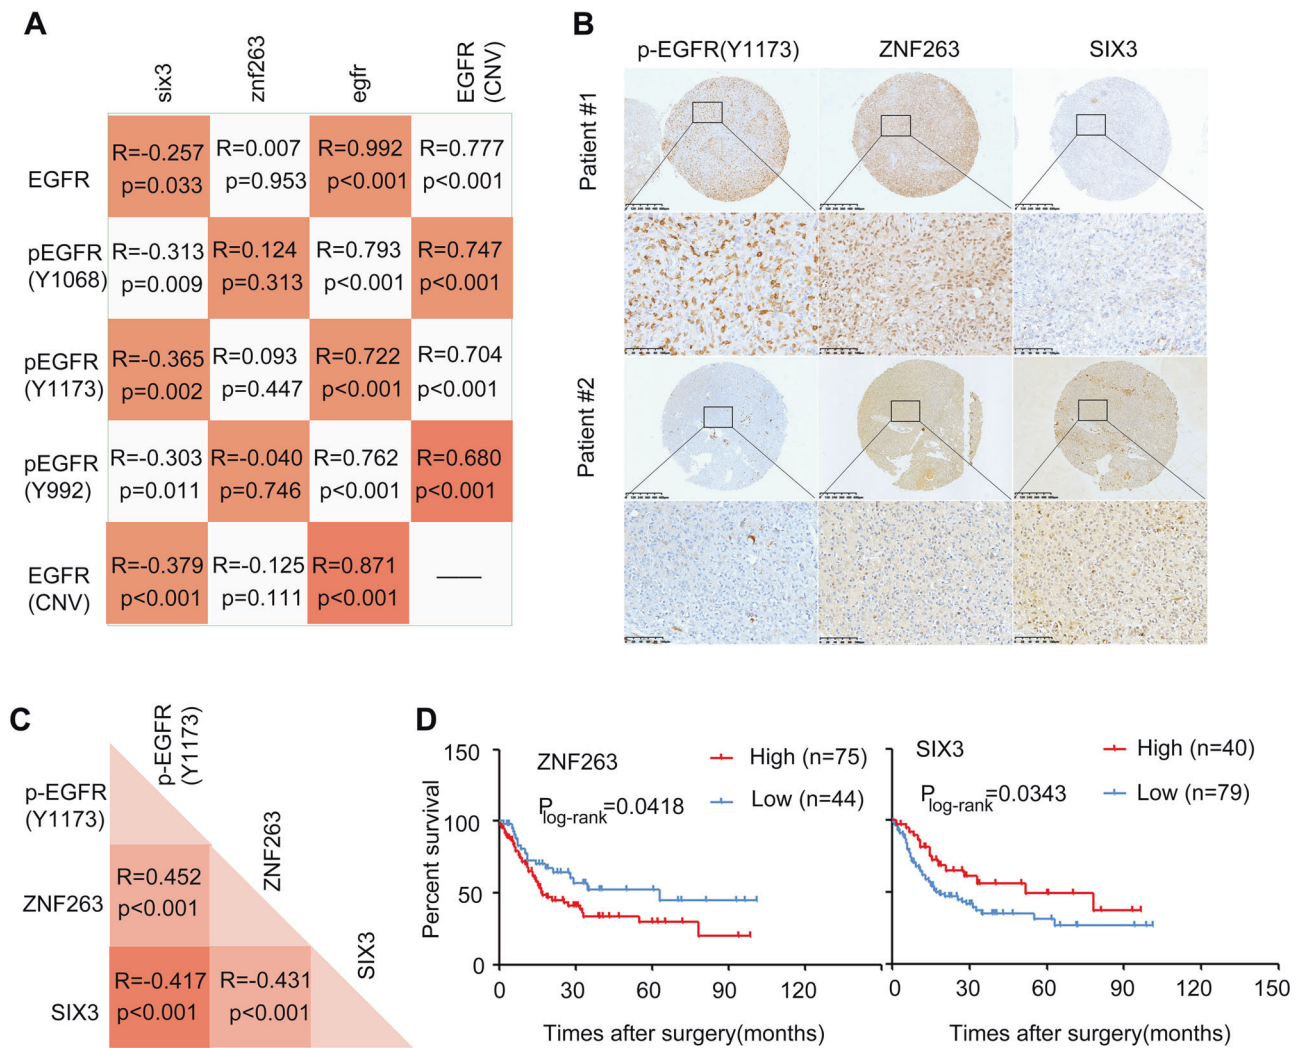 A
six3
znf263
egfr
EGFR
(CNV)
EGFR
R=-0.257
p=0.033
R=0.007
p=0.953
R=0.992
p<0.001
R=0.777
p<0.001
pEGFR
(Y1068)
R=-0.313
p=0.009
R=0.124
p=0.313
R=0.793
p<0.001
R=0.747
p<0.001
pEGFR
(Y1173)
R=-0.365
p=0.002
R=0.093
p=0.447
R=0.722
p<0.001
R=0.704
p<0.001
pEGFR
(Y992)
R=-0.303
p=0.011
R=-0.040
p=0.746
R=0.762
p<0.001
R=0.680
p<0.001
EGFR
(CNV)
R=-0.379
p<0.001
R=-0.125
p=0.111
R=0.871
p<0.001
——
B
p-EGFR(Y1173)
ZNF263
SIX3
Patient #1
Patient #2
C
p-EGFR
(Y1173)
ZNF263
SIX3
p-EGFR
(Y1173)
ZNF263
R=0.452
p<0.001
SIX3
R=-0.417
p<0.001
R=-0.431
p<0.001
D
Percent survival
150
100
50
0
ZNF263
Plog-rank=0.0418
High (n=75)
Low (n=44)
0 30 60 90 120
Times after surgery(months)
SIX3
Plog-rank=0.0343
High (n=40)
Low (n=79)
0 30 60 90 120 150
Times after surgery(months)